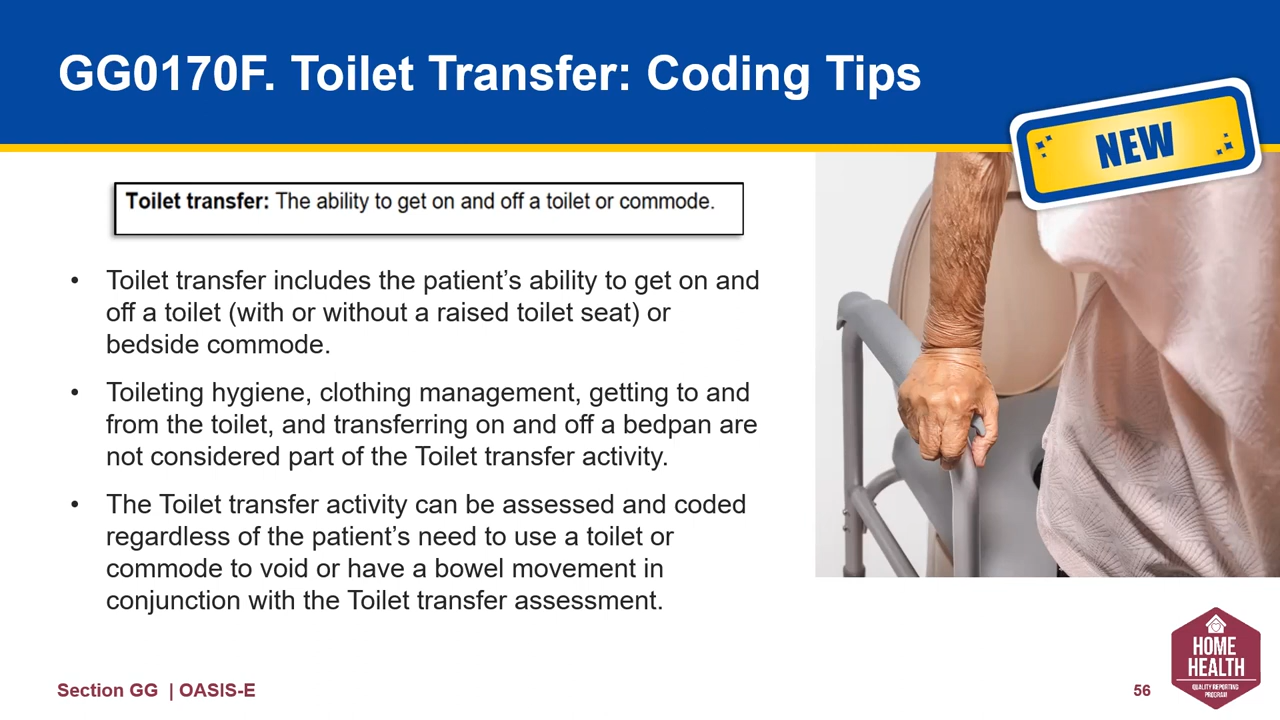 GG0170F. Toilet Transfer: Coding Tips
NEW
Toilet transfer: The ability to get on and off a toilet or commode.
• Toilet transfer includes the patient’s ability to get on and
off a toilet (with or without a raised toilet seat) or
bedside commode.
• Toileting hygiene, clothing management, getting to and
from the toilet, and transferring on and off a bedpan are
not considered part of the Toilet transfer activity.
• The Toilet transfer activity can be assessed and coded
regardless of the patient’s need to use a toilet or
commode to void or have a bowel movement in
conjunction with the Toilet transfer assessment.
Section GG | OASIS-E
56
HOME
HEALTH
QUALITY REPORTING
PROGRAM